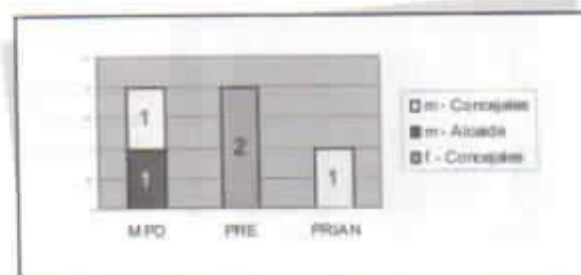 1
1
2
1
MPD PRE PRIAN
m - Concejales
m - Alcalde
f - Concejales